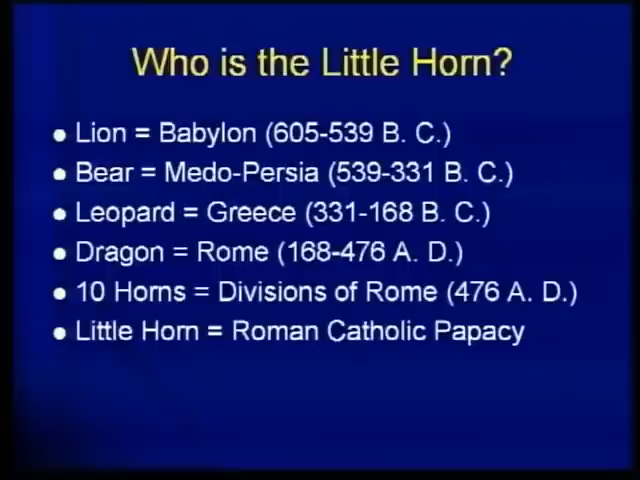 Who is the Little Horn?
● Lion = Babylon (605-539 B. C.)
● Bear = Medo-Persia (539-331 B. C.)
● Leopard = Greece (331-168 B. C.)
● Dragon = Rome (168-476 A. D.)
● 10 Horns = Divisions of Rome (476 A. D.)
● Little Horn = Roman Catholic Papacy